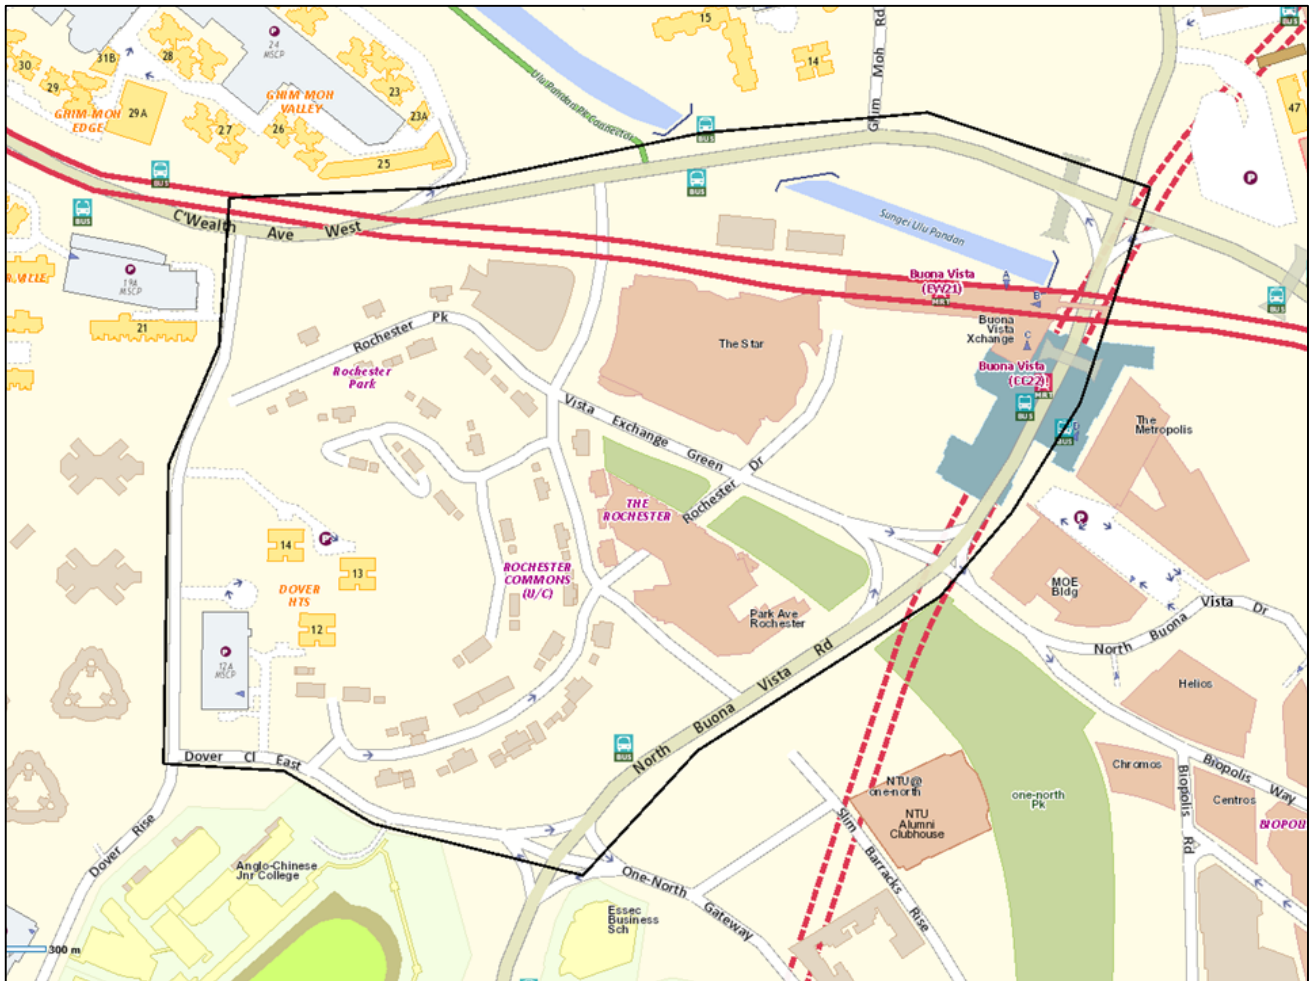 15
24
MSCP
31B
28
30
29
29A
GHIM MOH
EDGE
GHIM MOH
VALLEY
23
23A
27
26
25
Ulu Pandan Pk Connector
14
Ghim Moh Rd
BUS
47
BUS
BUS
BUS
BUS
C'Wealth Ave West
19A
MSCP
21
Sungei Ulu Pandan
Buona Vista
(EW21)
MRT
A
B
BUS
Buona
Vista
Xchange
C
Buona Vista
(CC22)
MRT
BUS
BUS
D
The Star
Rochester Pk
Rochester
Park
Vista Exchange Green
Rochester Dr
The
Metropolis
THE
ROCHESTER
14
13
12
DOVER
HTS
ROCHESTER
COMMONS
(U/C)
Park Ave
Rochester
MOE
Bldg
North Buona Vista Dr
12A
MSCP
Helios
North Buona Vista Rd
BUS
Dover Cl East
Dover Rise
Anglo-Chinese
Jnr College
One-North Gateway
Essec
Business
Sch
Slim Barracks Rise
NTU@
one-north
NTU
Alumni
Clubhouse
one-north
Pk
Chromos
Centros
Biopolis Way
Biopolis Rd
300 m